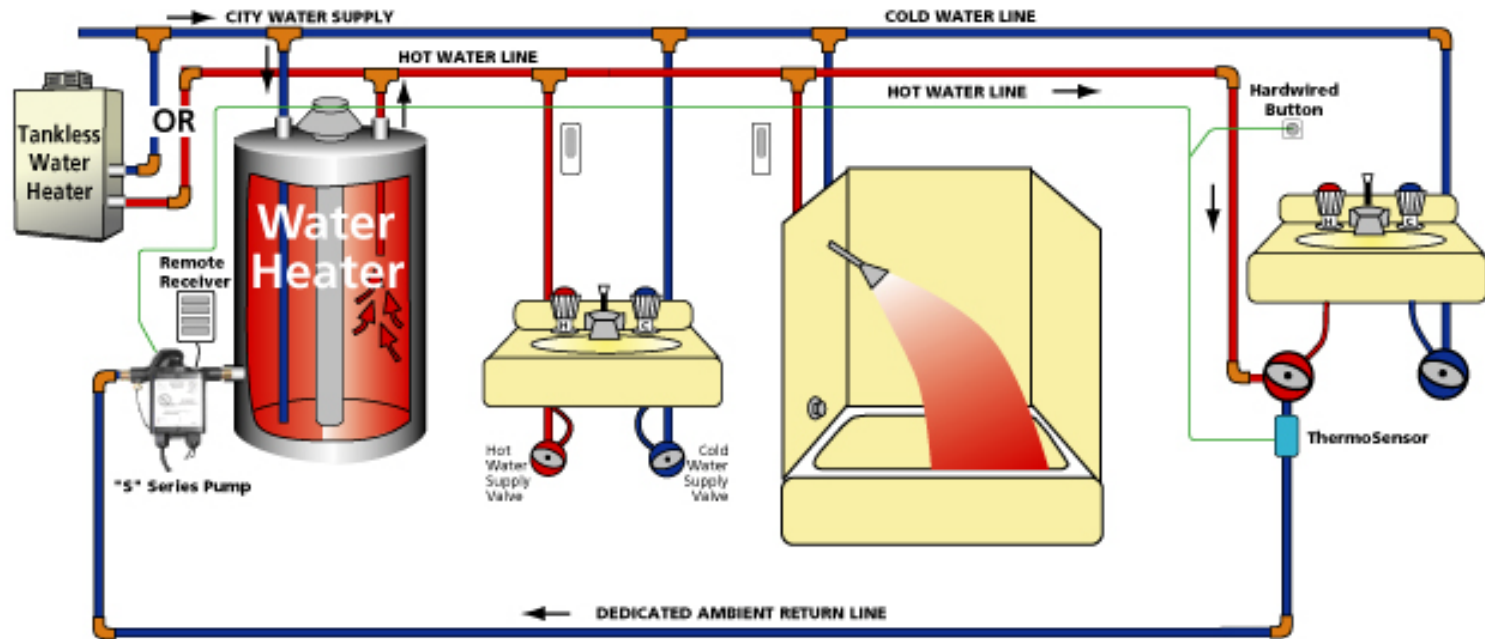 CITY WATER SUPPLY
COLD WATER LINE
HOT WATER LINE
HOT WATER LINE
Hardwired
Button
OR
Tankless
Water
Heater
Water
Heater
Remote
Receiver
H
C
H
C
ThermoSensor
Hot
Water
Supply
Valve
Cold
Water
Supply
Valve
"S" Series Pump
DEDICATED AMBIENT RETURN LINE